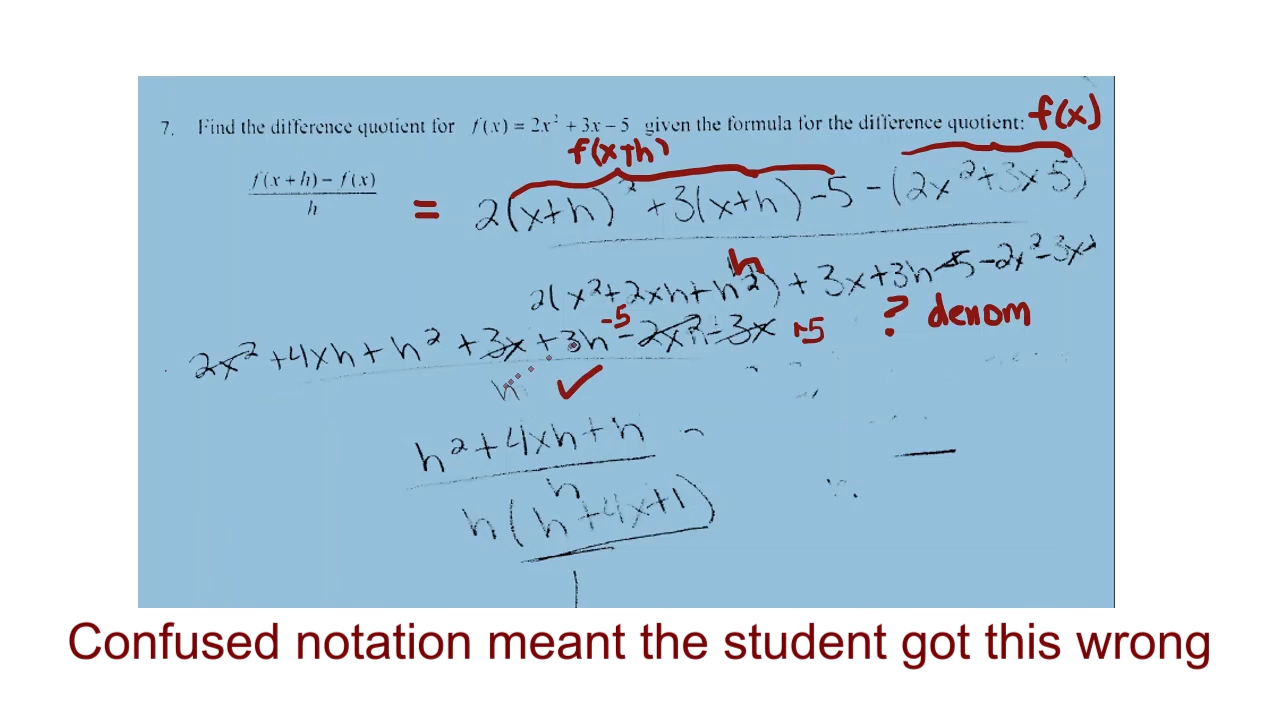 7. Find the difference quotient for f(x) = 2x² + 3x – 5 given the formula for the difference quotient: f(x)
f(x+h)
f(x + h) – f(x)
h
= 2(x+h)² +3(x+h) -5 -(2x²+3x-5)
h
2(x²+2xh+h²) + 3x+3h-5-2x²-3x
? denom
-5
2x² +4xh+h² +3x+3h -2x²-3x +5
h
h²+4xh+h
h
h(h+4x+1)
1
Confused notation meant the student got this wrong